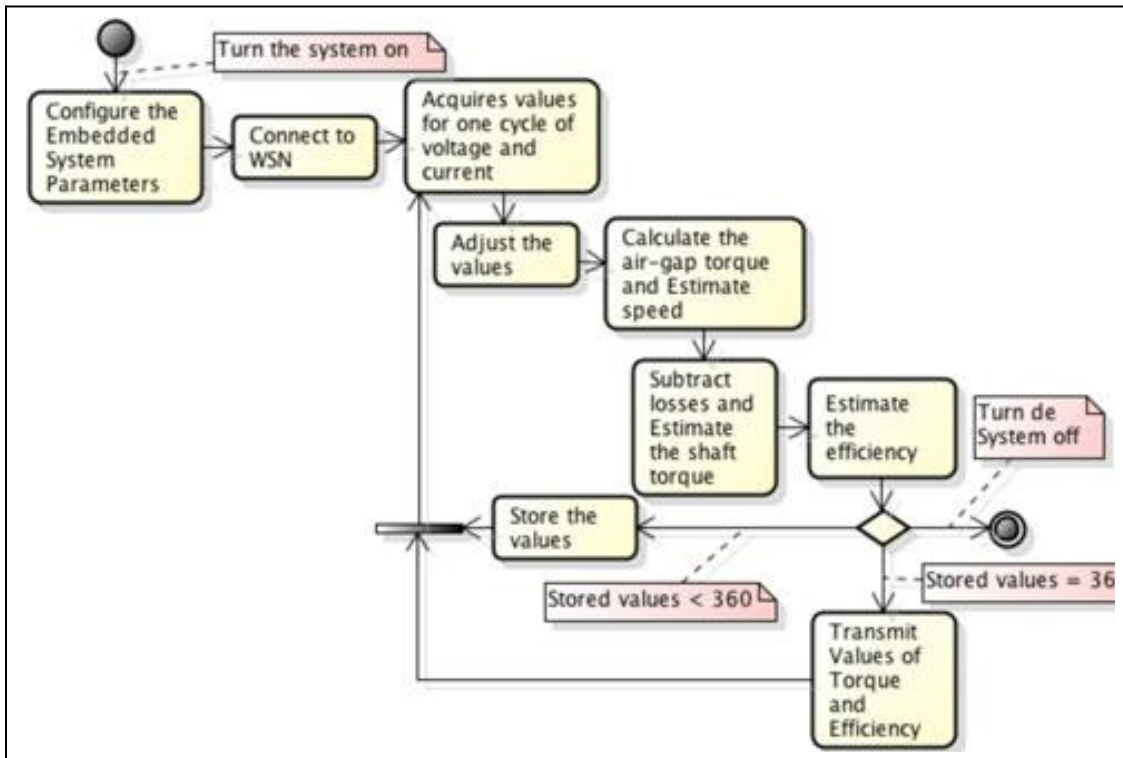 Turn the system on
Configure the
Embedded
System
Parameters
Connect to
WSN
Acquires values
for one cycle of
voltage and
current
Adjust the
values
Calculate the
air-gap torque
and Estimate
speed
Subtract
losses and
Estimate
the shaft
torque
Estimate
the
efficiency
Turn de
System off
Store the
values
Stored values < 360
Stored values = 36
Transmit
Values of
Torque
and
Efficiency